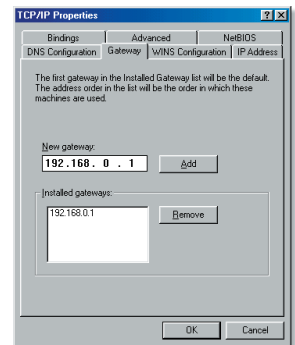 TCP/IP Properties
Bindings Advanced NetBIOS
DNS Configuration Gateway WINS Configuration IP Address
The first gateway in the Installed Gateway list will be the default.
The address order in the list will be the order in which these
machines are used.
New gateway:
192.168. 0 . 1 Add
Installed gateways:
192.168.0.1 Remove
OK Cancel